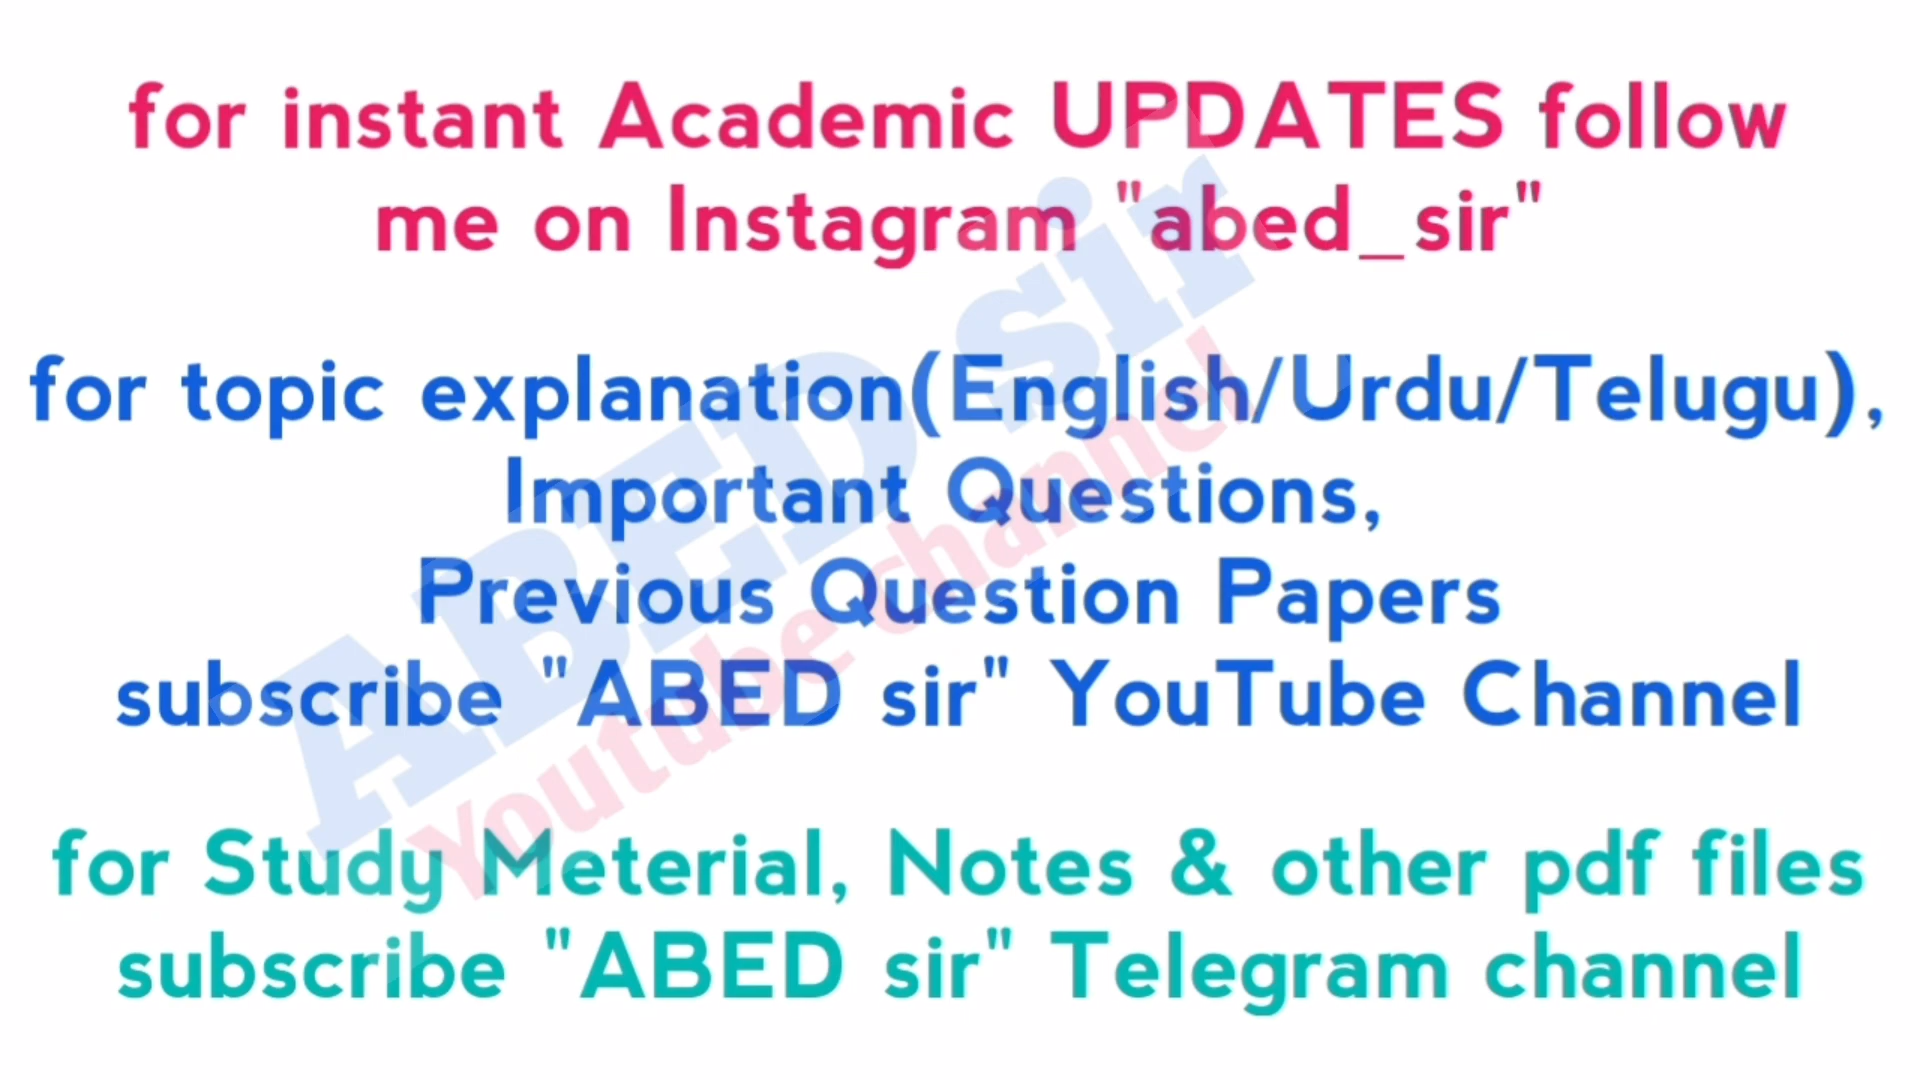 for instant Academic UPDATES follow
me on Instagram "abed_sir"
for topic explanation(English/Urdu/Telugu),
Important Questions,
Previous Question Papers
subscribe "ABED sir" YouTube Channel
for Study Meterial, Notes & other pdf files
subscribe "ABED sir" Telegram channel
ABED sir
Youtube channel